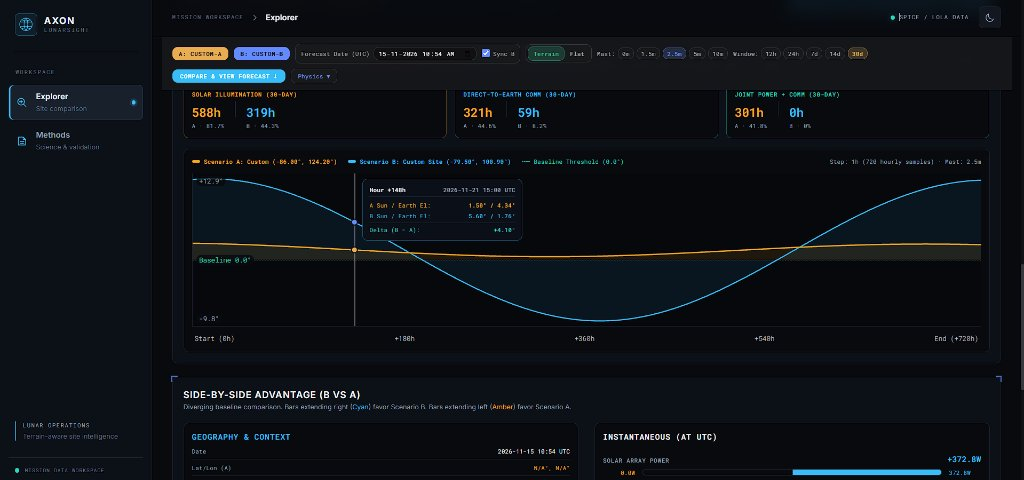 AXON
LUNARSIGHT
MISSION WORKSPACE > Explorer
SPICE / LOLA DATA
WORKSPACE
Explorer
Site comparison
Methods
Science & validation
A: CUSTOM-A B: CUSTOM-B Forecast Date (UTC) 15-11-2026 10:54 AM Sync B Terrain Flat Mast: 0m 1.5m 2.5m 5m 10m Window: 12h 24h 7d 14d 30d
COMPARE & VIEW FORECAST ↓ Physics ▾
SOLAR ILLUMINATION (30-DAY) DIRECT-TO-EARTH COMM (30-DAY) JOINT POWER + COMM (30-DAY)
588h 319h 321h 59h 301h 0h
A · 81.7% B · 44.3% A · 44.6% B · 8.2% A · 41.8% B · 0%
Scenario A: Custom (-86.80°, 124.20°) Scenario B: Custom Site (-79.50°, 100.90°) Baseline Threshold (0.0°) Step: 1h (720 hourly samples) · Mast: 2.5m
+12.9°
Hour +148h 2026-11-21 15:00 UTC
A Sun / Earth El: 1.50° / 4.34°
B Sun / Earth El: 5.60° / 1.76°
Delta (B - A): +4.10°
Baseline 0.0°
-9.8°
Start (0h) +180h +360h +540h End (+720h)
SIDE-BY-SIDE ADVANTAGE (B VS A)
Diverging baseline comparison. Bars extending right (Cyan) favor Scenario B. Bars extending left (Amber) favor Scenario A.
GEOGRAPHY & CONTEXT
Date 2026-11-15 10:54 UTC
Lat/Lon (A) N/A°, N/A°
INSTANTANEOUS (AT UTC)
SOLAR ARRAY POWER +372.8W
0.0W 372.8W
LUNAR OPERATIONS
Terrain-aware site intelligence
MISSION DATA WORKSPACE